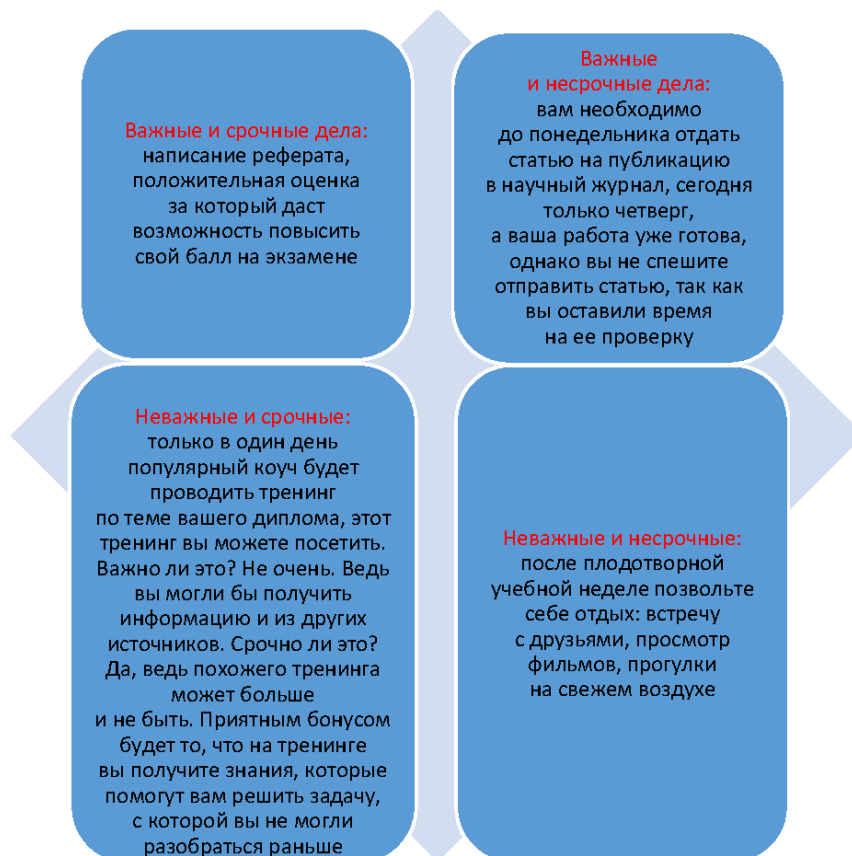 Важные и срочные дела:
написание реферата,
положительная оценка
за который даст
возможность повысить
свой балл на экзамене
Важные
и несрочные дела:
вам необходимо
до понедельника отдать
статью на публикацию
в научный журнал, сегодня
только четверг,
а ваша работа уже готова,
однако вы не спешите
отправить статью, так как
вы оставили время
на ее проверку
Неважные и срочные:
только в один день
популярный коуч будет
проводить тренинг
по теме вашего диплома, этот
тренинг вы можете посетить.
Важно ли это? Не очень. Ведь
вы могли бы получить
информацию и из других
источников. Срочно ли это?
Да, ведь похожего тренинга
может больше
и не быть. Приятным бонусом
будет то, что на тренинге
вы получите знания, которые
помогут вам решить задачу,
с которой вы не могли
разобраться раньше
Неважные и несрочные:
после плодотворной
учебной неделе позвольте
себе отдых: встречу
с друзьями, просмотр
фильмов, прогулки
на свежем воздухе